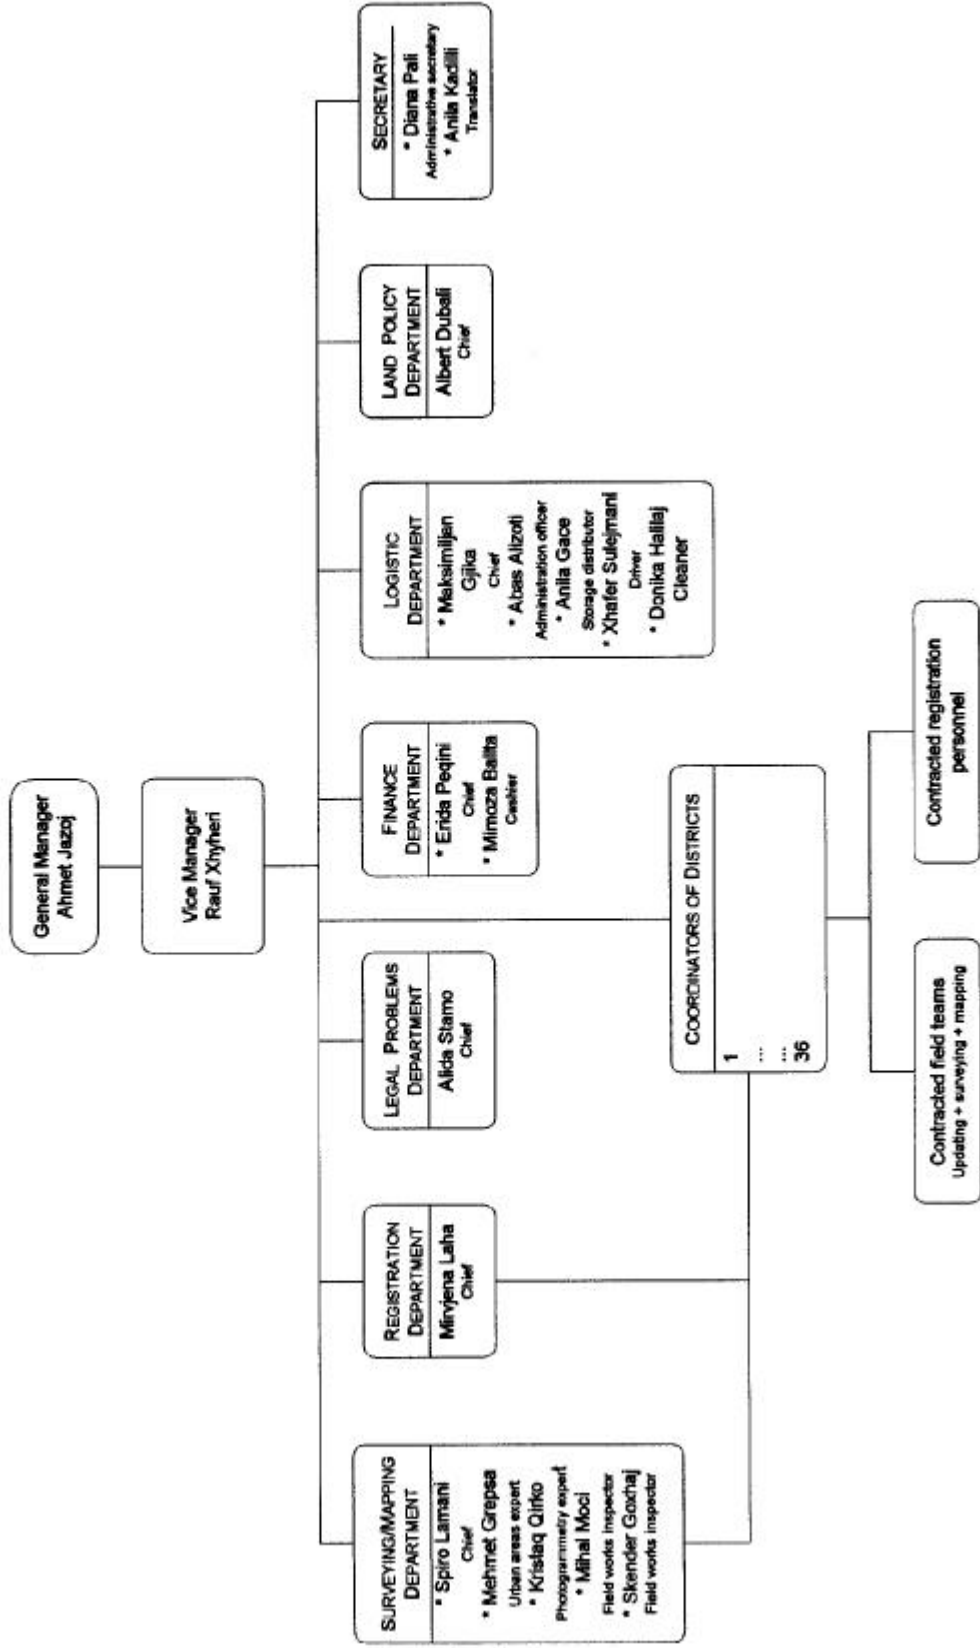 General Manager
Ahmet Jazoj
Vice Manager
Rauf Xhyheri
SURVEYING/MAPPING
DEPARTMENT
* Spiro Lamani
Chief
* Mehmet Grepsa
Urban areas expert
* Kristaq Qirko
Photogrammetry expert
* Mihal Moci
Field works inspector
* Skender Goxhaj
Field works inspector
REGISTRATION
DEPARTMENT
Mirvjena Laha
Chief
LEGAL PROBLEMS
DEPARTMENT
Alida Stamo
Chief
FINANCE
DEPARTMENT
* Erida Peqini
Chief
* Mimoza Ballta
Cashier
LOGISTIC
DEPARTMENT
* Maksimiljan
Gjika
Chief
* Abas Alizoti
Administration officer
* Anila Gace
Storage distributor
* Xhafer Sulejmani
Driver
* Donika Halilaj
Cleaner
LAND POLICY
DEPARTMENT
Albert Dubali
Chief
SECRETARY
* Diana Pali
Administrative secretary
* Anila Kadilli
Translator
COORDINATORS OF DISTRICTS
1
...
...
36
Contracted field teams
Updating + surveying + mapping
Contracted registration
personnel